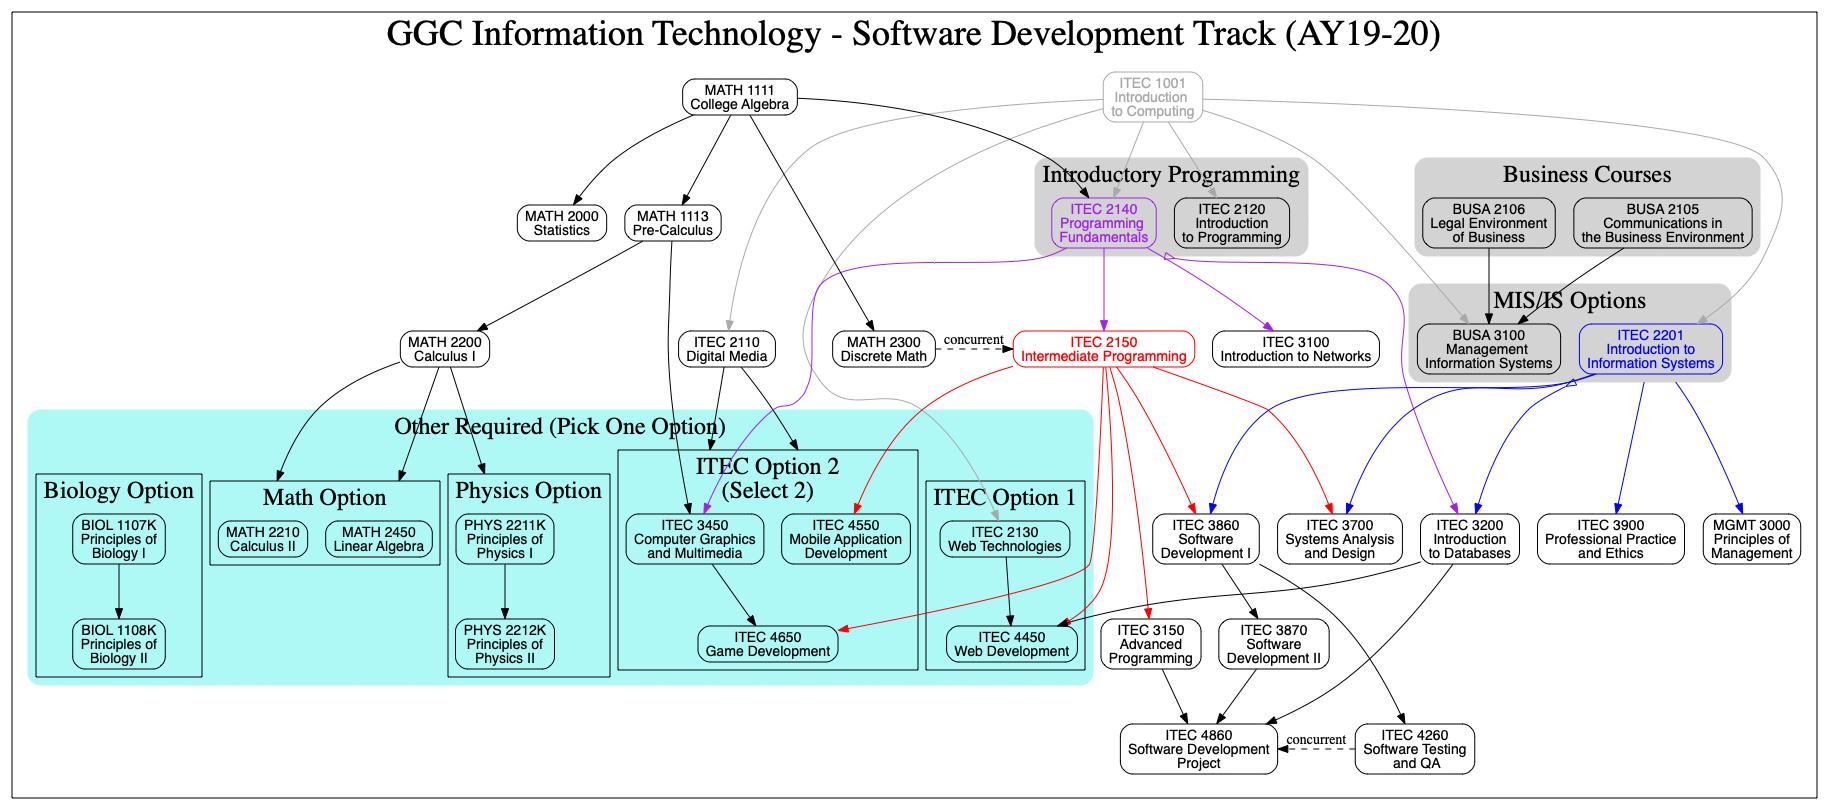 GGC Information Technology - Software Development Track (AY19-20)
MATH 1111
College Algebra
ITEC 1001
Introduction
to Computing
Introductory Programming
Business Courses
MATH 2000
Statistics
MATH 1113
Pre-Calculus
ITEC 2140
Programming
Fundamentals
ITEC 2120
Introduction
to Programming
BUSA 2106
Legal Environment
of Business
BUSA 2105
Communications in
the Business Environment
MIS/IS Options
MATH 2200
Calculus I
ITEC 2110
Digital Media
MATH 2300
Discrete Math
concurrent
ITEC 2150
Intermediate Programming
ITEC 3100
Introduction to Networks
BUSA 3100
Management
Information Systems
ITEC 2201
Introduction to
Information Systems
Other Required (Pick One Option)
Biology Option
Math Option
Physics Option
ITEC Option 2
(Select 2)
ITEC Option 1
BIOL 1107K
Principles of
Biology I
MATH 2210
Calculus II
MATH 2450
Linear Algebra
PHYS 2211K
Principles of
Physics I
ITEC 3450
Computer Graphics
and Multimedia
ITEC 4550
Mobile Application
Development
ITEC 2130
Web Technologies
ITEC 3860
Software
Development I
ITEC 3700
Systems Analysis
and Design
ITEC 3200
Introduction
to Databases
ITEC 3900
Professional Practice
and Ethics
MGMT 3000
Principles of
Management
BIOL 1108K
Principles of
Biology II
PHYS 2212K
Principles of
Physics II
ITEC 4650
Game Development
ITEC 4450
Web Development
ITEC 3150
Advanced
Programming
ITEC 3870
Software
Development II
ITEC 4860
Software Development
Project
concurrent
ITEC 4260
Software Testing
and QA